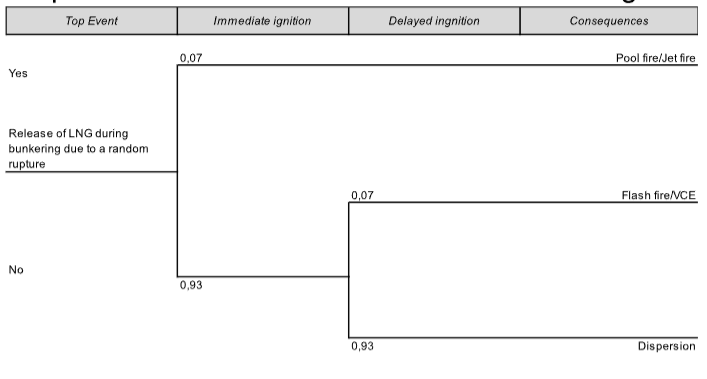 Top Event Immediate ignition Delayed ingnition Consequences
0,07 Pool fire/Jet fire
Yes
Release of LNG during
bunkering due to a random
rupture
0,07 Flash fire/VCE
No
0,93
0,93 Dispersion